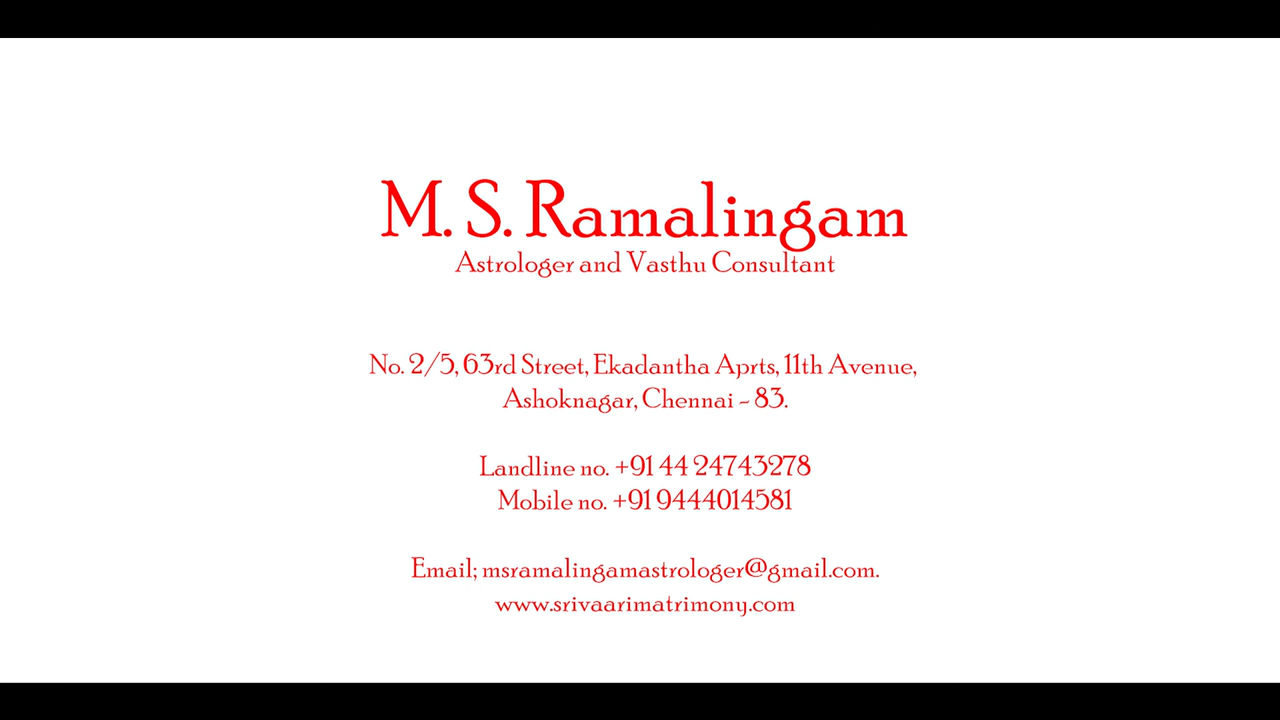 M. S. Ramalingam
Astrologer and Vasthu Consultant
No. 2/5, 63rd Street, Ekadantha Aprts, 11th Avenue,
Ashoknagar, Chennai - 83.
Landline no. +91 44 24743278
Mobile no. +91 9444014581
Email; msramalingamastrologer@gmail.com.
www.srivaarimatrimony.com